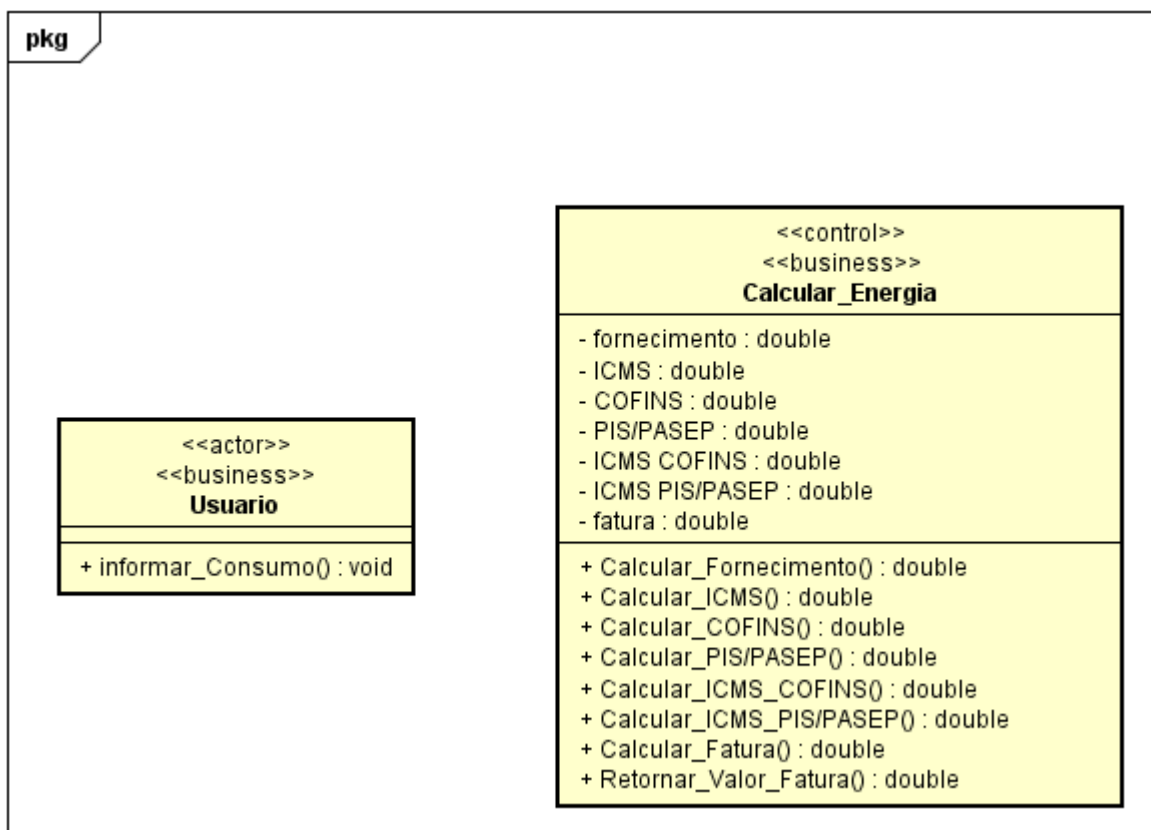 pkg
<<actor>>
<<business>>
Usuario
+ informar_Consumo() : void
<<control>>
<<business>>
Calcular_Energia
- fornecimento : double
- ICMS : double
- COFINS : double
- PIS/PASEP : double
- ICMS COFINS : double
- ICMS PIS/PASEP : double
- fatura : double
+ Calcular_Fornecimento() : double
+ Calcular_ICMS() : double
+ Calcular_COFINS() : double
+ Calcular_PIS/PASEP() : double
+ Calcular_ICMS_COFINS() : double
+ Calcular_ICMS_PIS/PASEP() : double
+ Calcular_Fatura() : double
+ Retornar_Valor_Fatura() : double